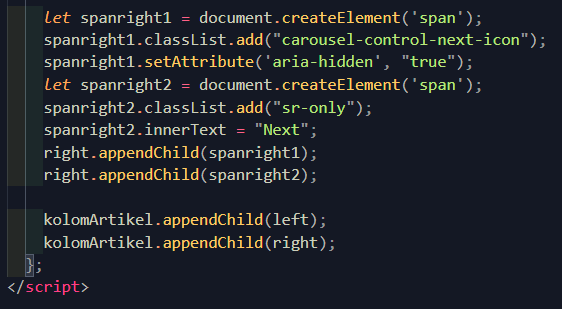 let spanright1 = document.createElement('span');
spanright1.classList.add("carousel-control-next-icon");
spanright1.setAttribute('aria-hidden', "true");
let spanright2 = document.createElement('span');
spanright2.classList.add("sr-only");
spanright2.innerText = "Next";
right.appendChild(spanright1);
right.appendChild(spanright2);

kolomArtikel.appendChild(left);
kolomArtikel.appendChild(right);
};
</script>